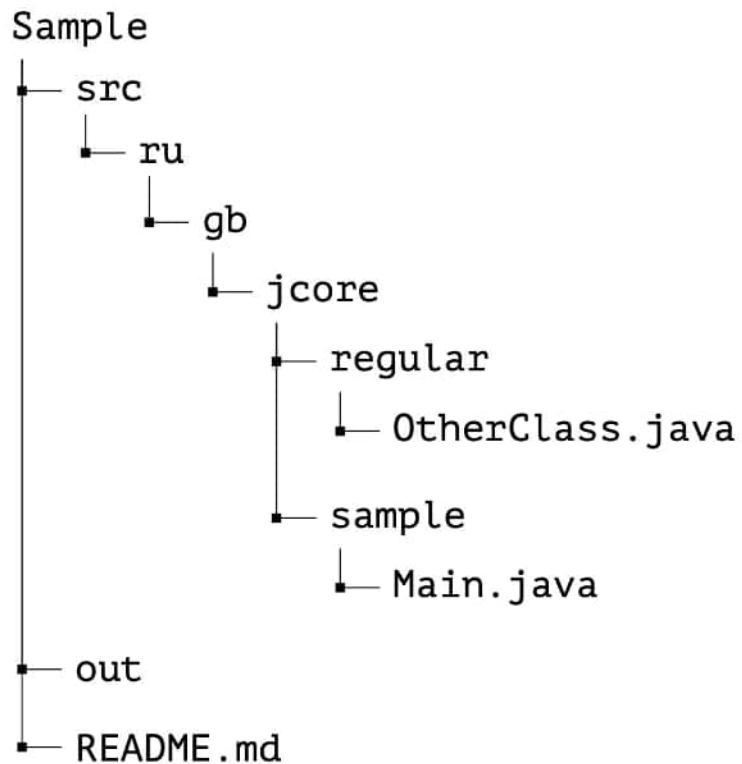 Sample
src
ru
gb
jcore
regular
OtherClass.java
sample
Main.java
out
README.md